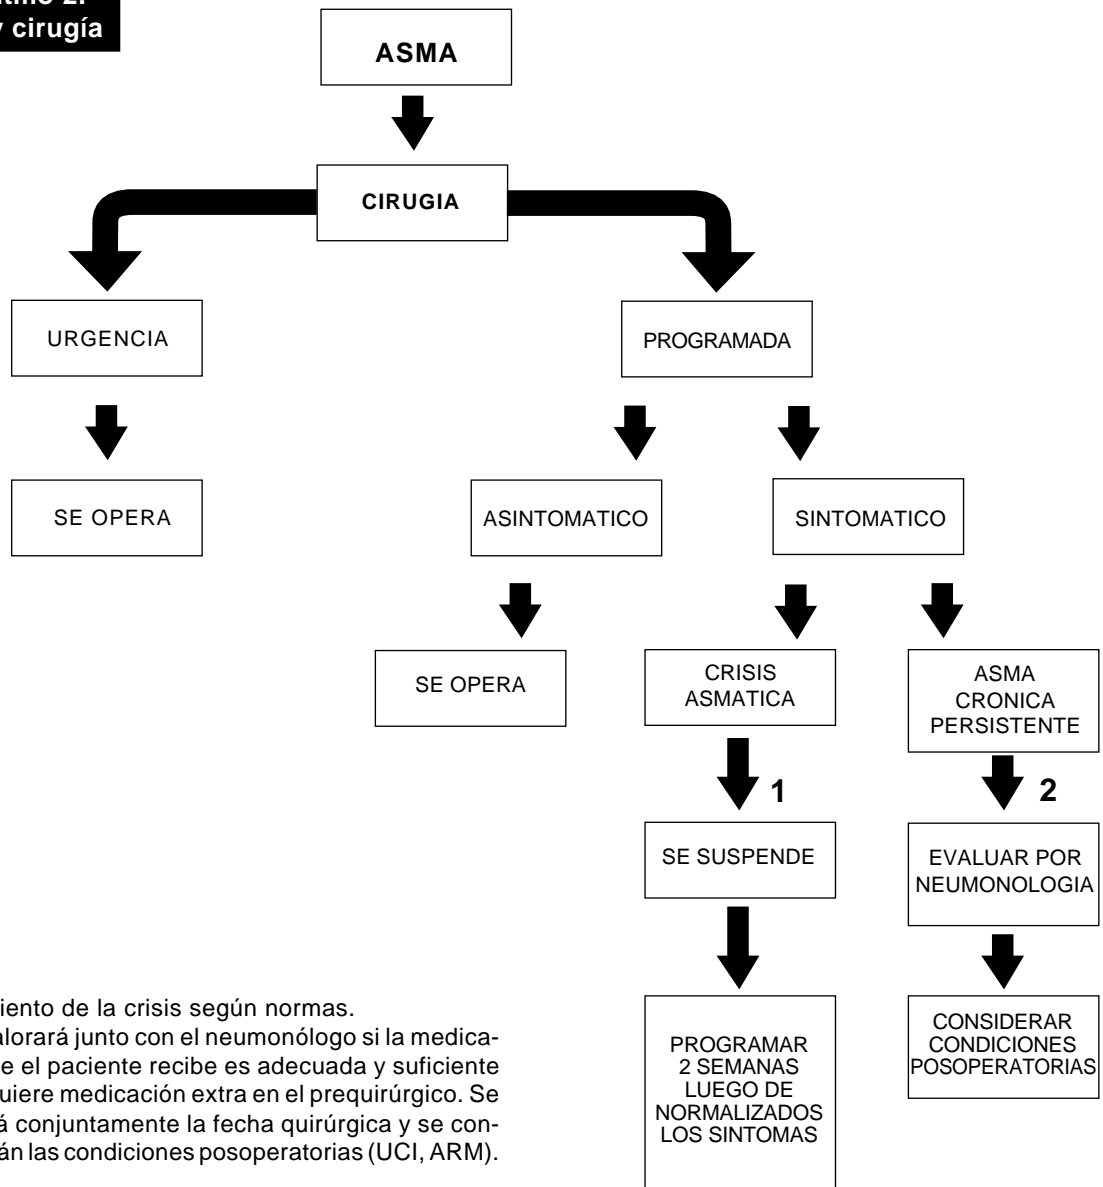 y cirugía
ASMA
CIRUGIA
URGENCIA
PROGRAMADA
SE OPERA
ASINTOMATICO
SINTOMATICO
SE OPERA
CRISIS
ASMATICA
ASMA
CRONICA
PERSISTENTE
1
2
SE SUSPENDE
EVALUAR POR
NEUMONOLOGIA
PROGRAMAR
2 SEMANAS
LUEGO DE
NORMALIZADOS
LOS SINTOMAS
CONSIDERAR
CONDICIONES
POSOPERATORIAS
iento de la crisis según normas.
alorará junto con el neumonólogo si la medica-
e el paciente recibe es adecuada y suficiente
quiere medicación extra en el prequirúrgico. Se
á conjuntamente la fecha quirúrgica y se con-
án las condiciones posoperatorias (UCI, ARM).